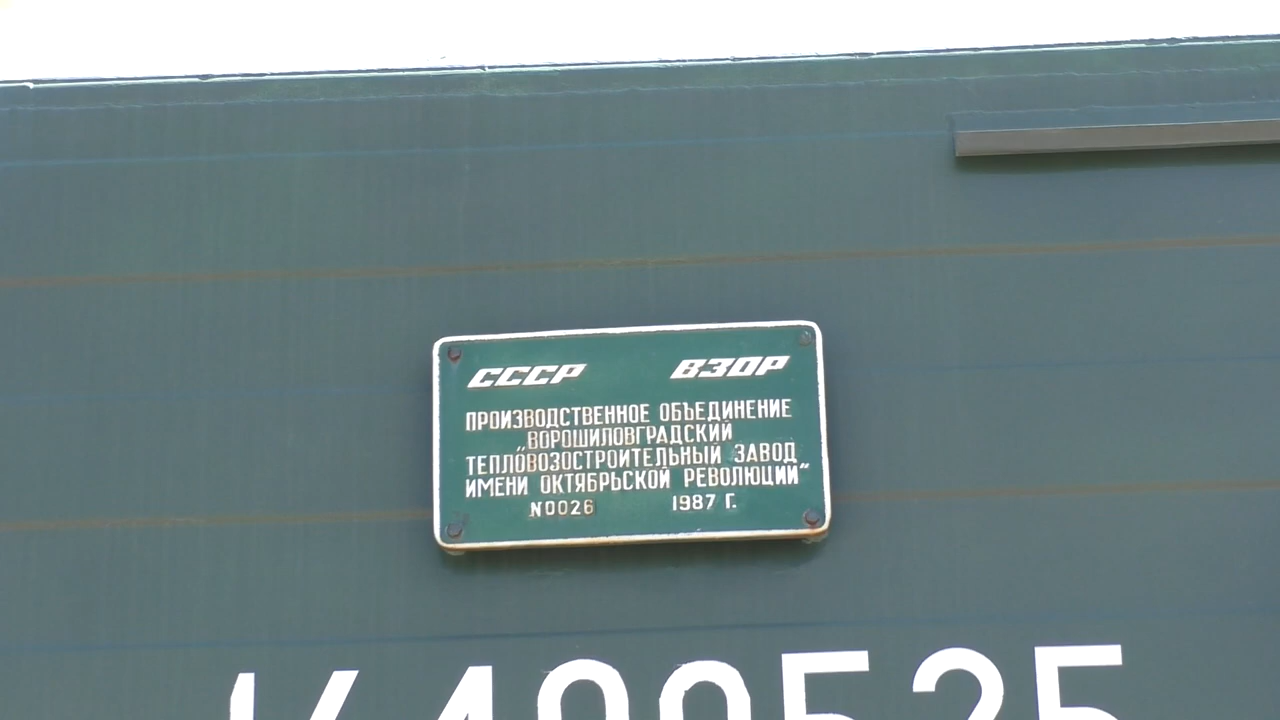 СССР ВЗОР
ПРОИЗВОДСТВЕННОЕ ОБЪЕДИНЕНИЕ
„ВОРОШИЛОВГРАДСКИЙ
ТЕПЛОВОЗОСТРОИТЕЛЬНЫЙ ЗАВОД
ИМЕНИ ОКТЯБРЬСКОЙ РЕВОЛЮЦИИ“
N0026 1987 Г.